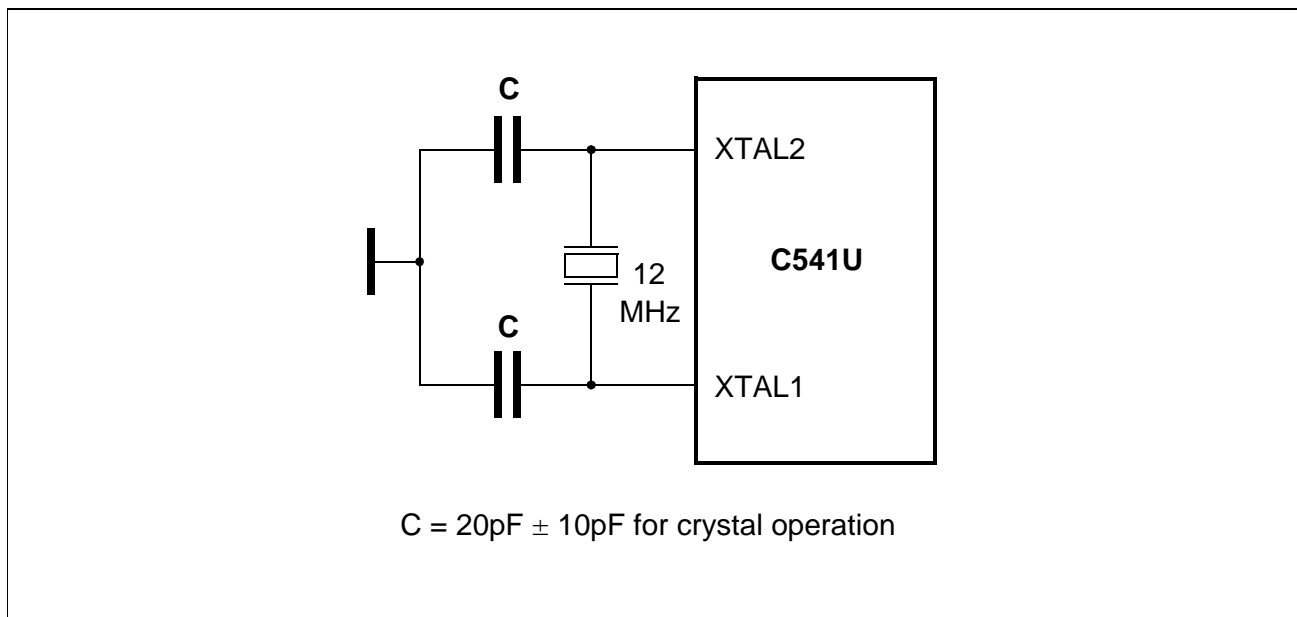 C
XTAL2
C541U
12
MHz
C
XTAL1
C = 20pF ± 10pF for crystal operation